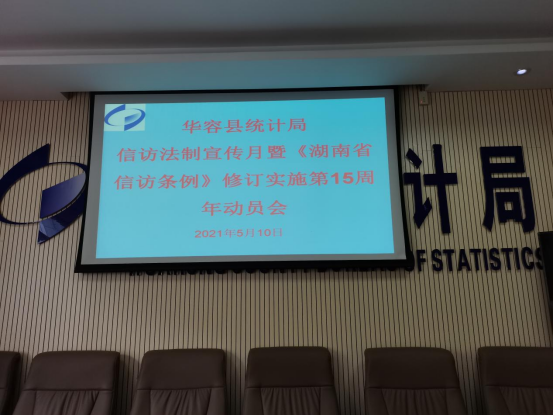 华容县统计局
信访法制宣传月暨《湖南省
信访条例》修订实施第15周
年动员会
2021年5月10日
计局
OF STATISTICS